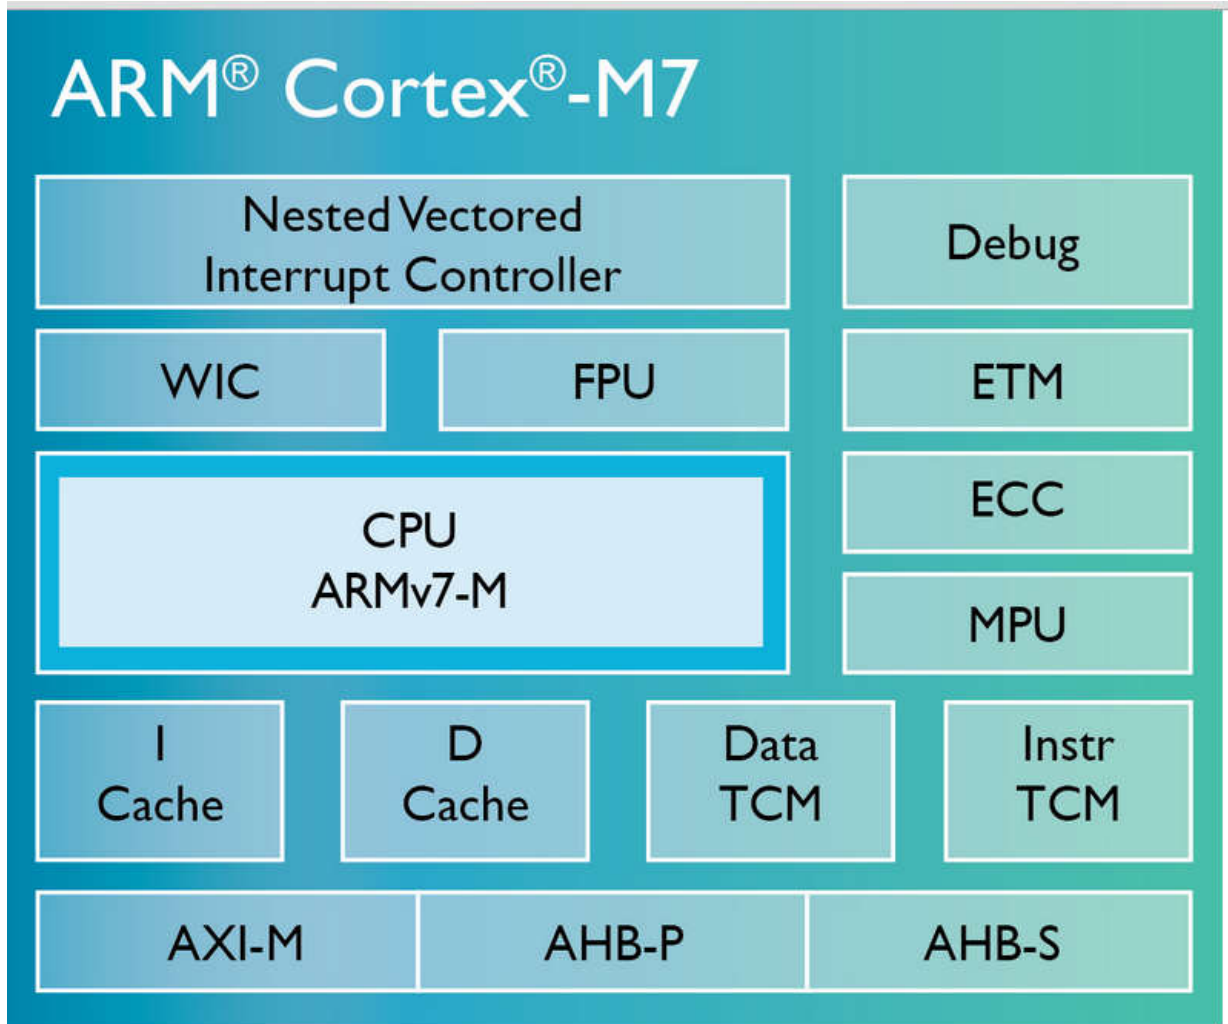 ARM® Cortex®-M7
Nested Vectored
Interrupt Controller
Debug
WIC
FPU
ETM
CPU
ARMv7-M
ECC
MPU
I
Cache
D
Cache
Data
TCM
Instr
TCM
AXI-M
AHB-P
AHB-S